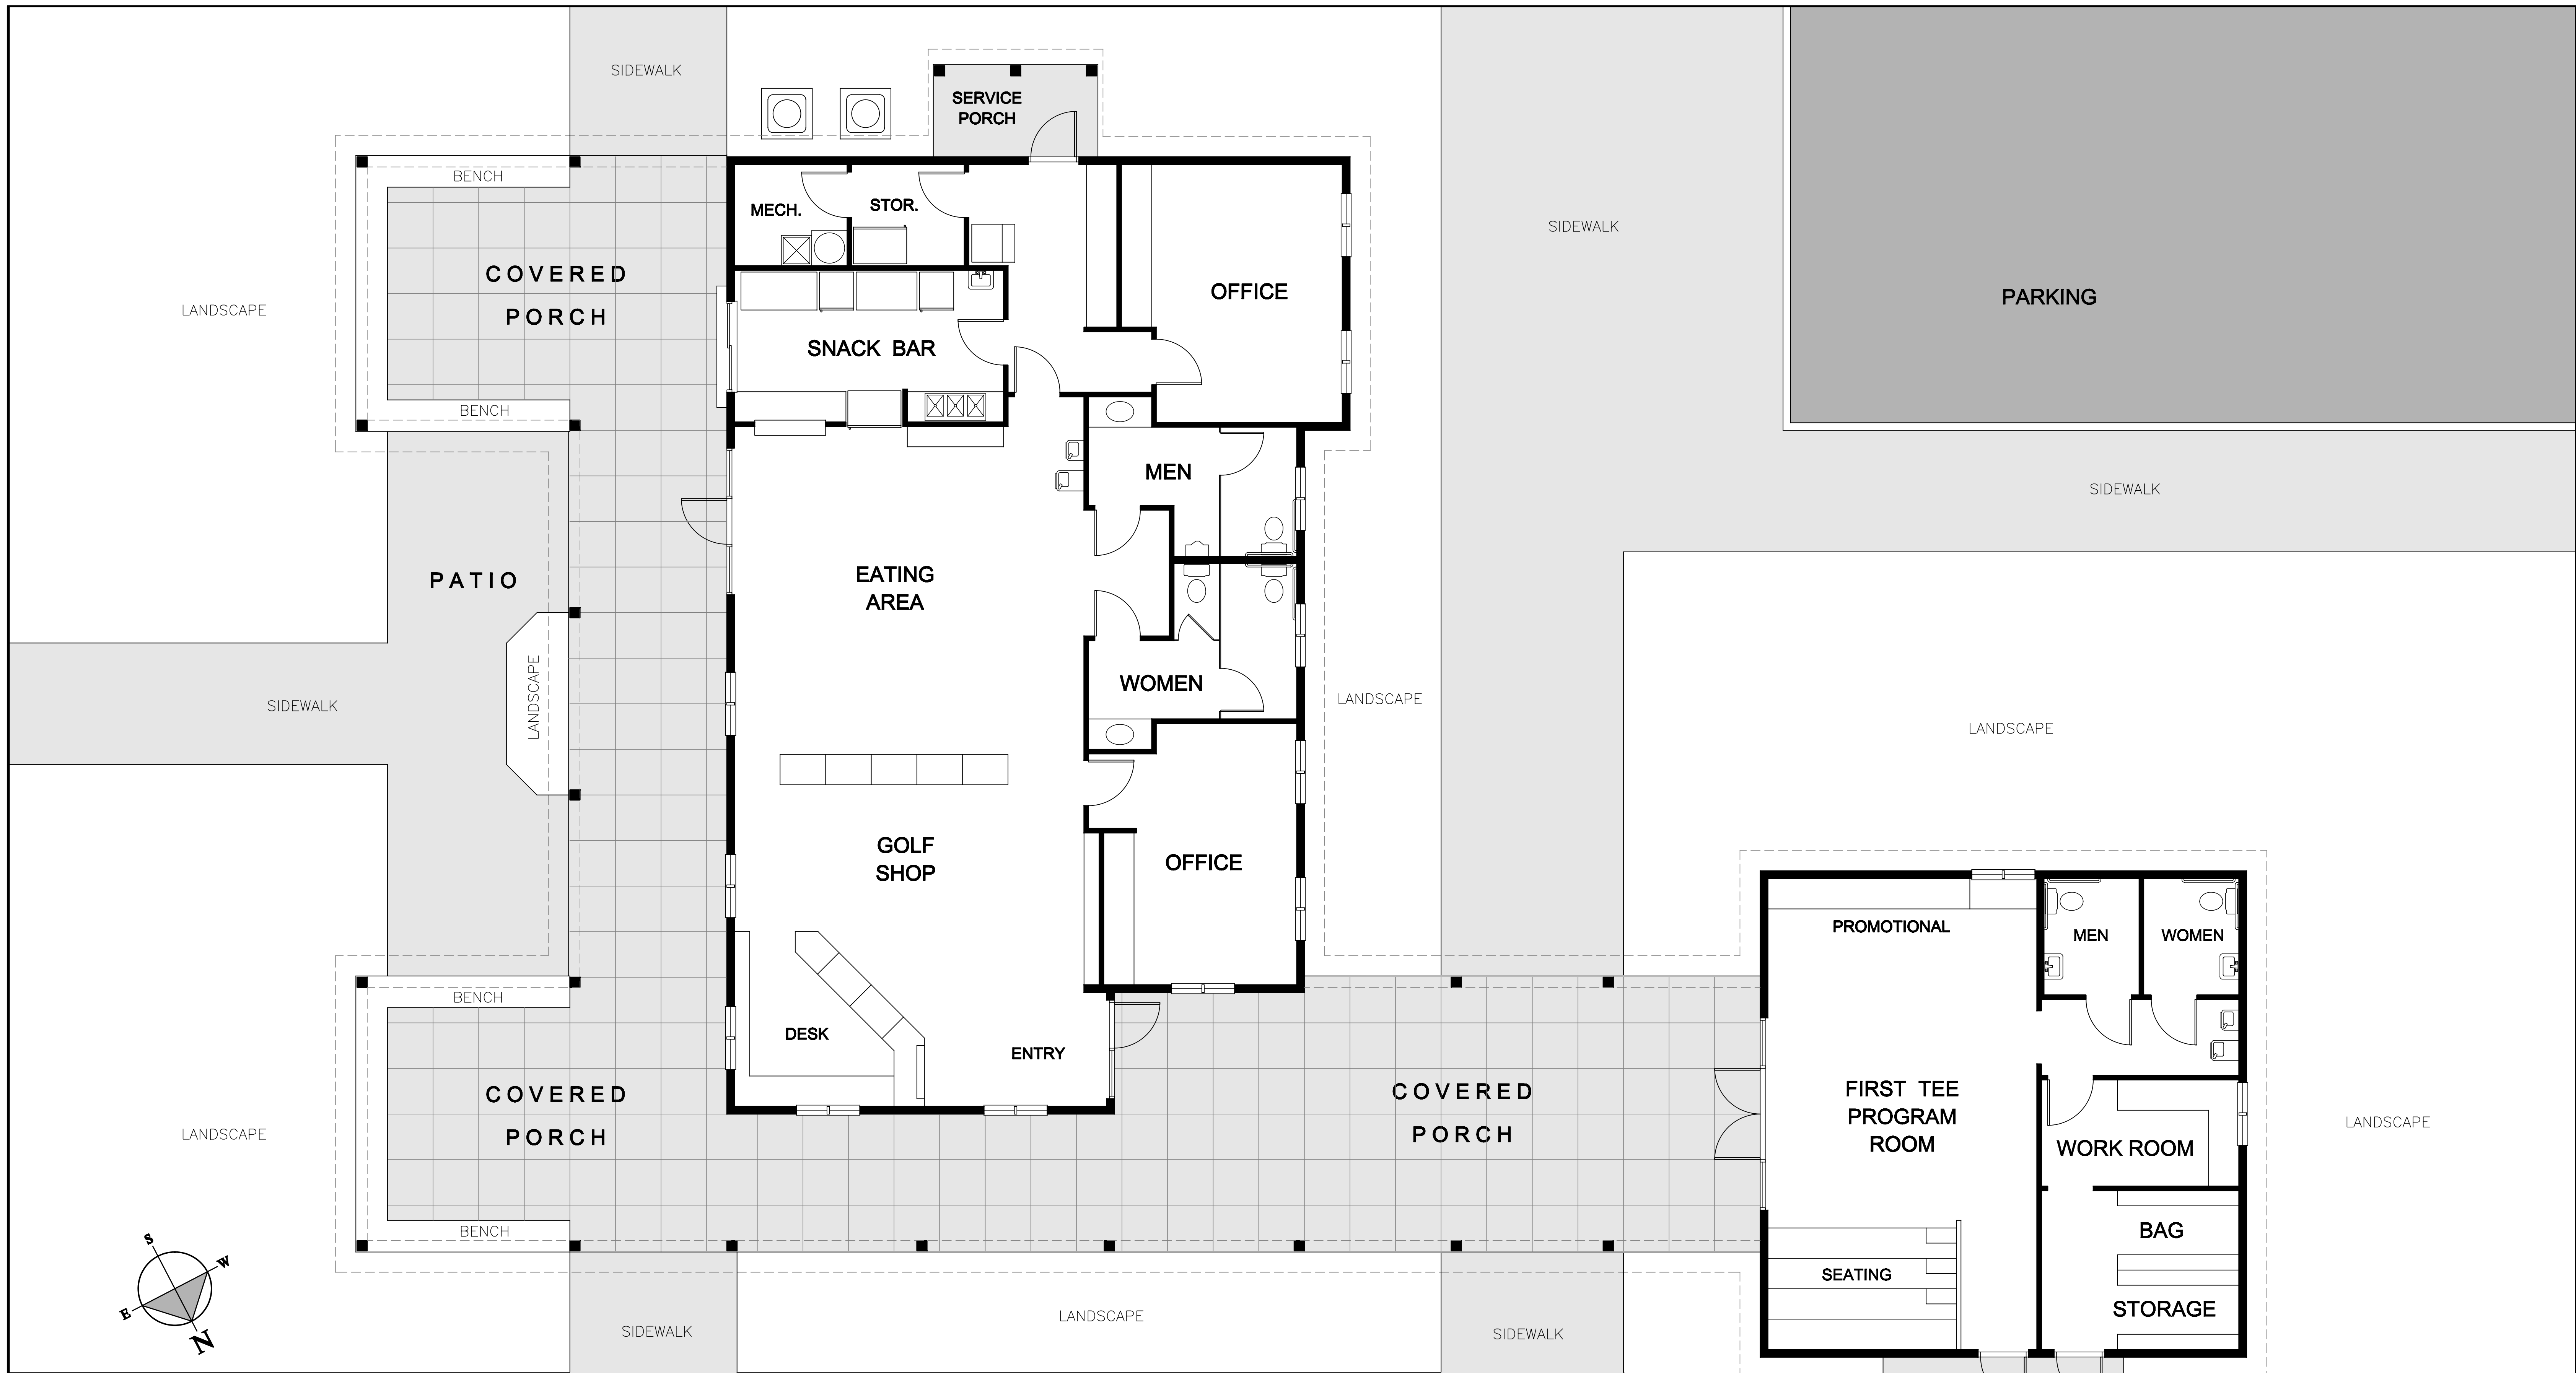 SIDEWALK
SERVICE
PORCH
BENCH
MECH.
STOR.
SIDEWALK
COVERED
PORCH
LANDSCAPE
OFFICE
PARKING
SNACK BAR
BENCH
MEN
SIDEWALK
PATIO
EATING
AREA
WOMEN
LANDSCAPE
SIDEWALK
LANDSCAPE
LANDSCAPE
GOLF
SHOP
OFFICE
PROMOTIONAL
MEN
WOMEN
BENCH
DESK
ENTRY
COVERED
PORCH
COVERED
PORCH
FIRST TEE
PROGRAM
ROOM
LANDSCAPE
LANDSCAPE
WORK ROOM
BENCH
BAG
STORAGE
SEATING
S
W
E
N
SIDEWALK
LANDSCAPE
SIDEWALK